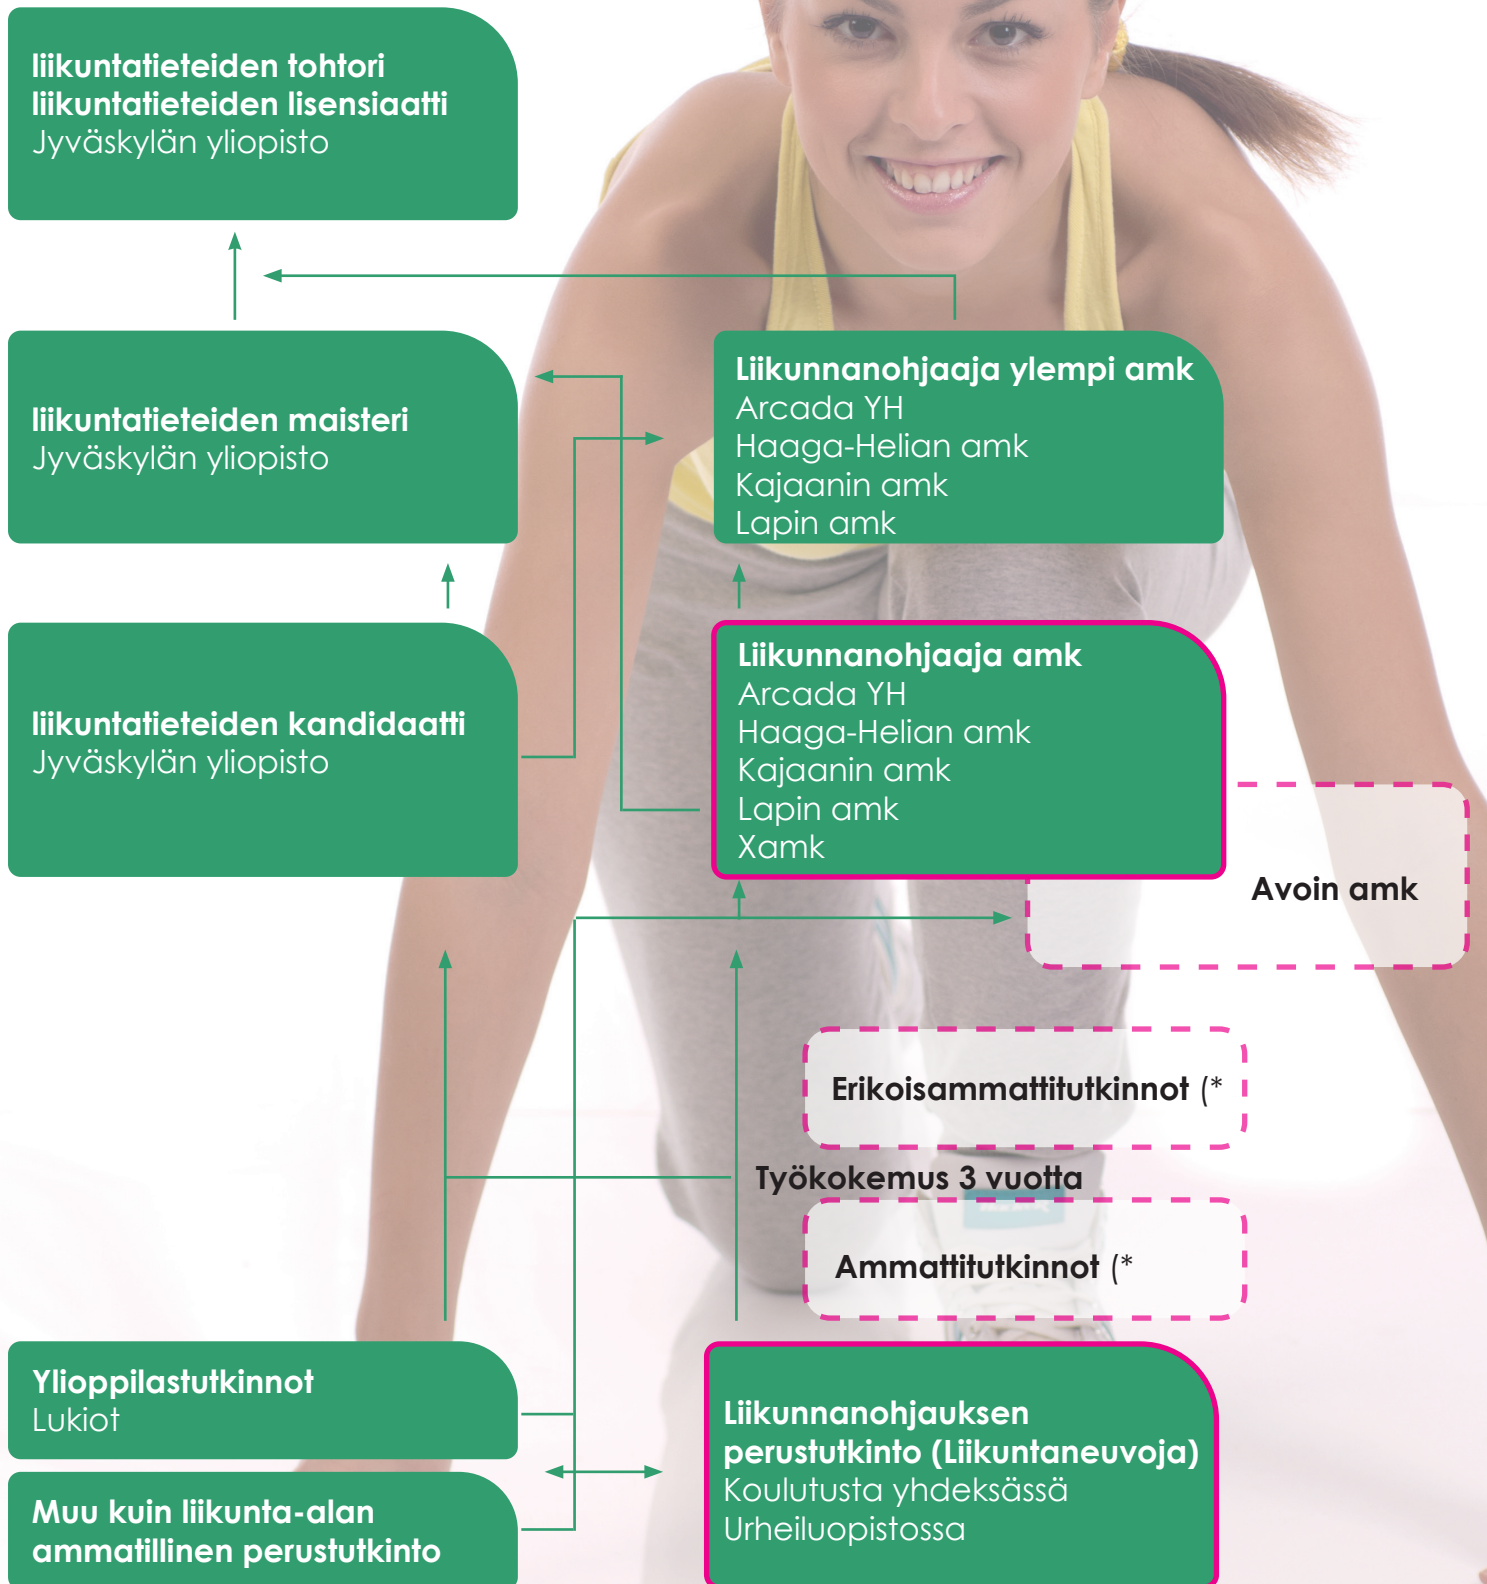 liikuntatieteiden tohtori
liikuntatieteiden lisensiaatti
Jyväskylän yliopisto
liikuntatieteiden maisteri
Jyväskylän yliopisto
Liikunnanohjaaja ylempi amk
Arcada YH
Haaga-Helian amk
Kajaanin amk
Lapin amk
liikuntatieteiden kandidaatti
Jyväskylän yliopisto
Liikunnanohjaaja amk
Arcada YH
Haaga-Helian amk
Kajaanin amk
Lapin amk
Xamk
Avoin amk
Erikoisammattitutkinnot (*
Työkokemus 3 vuotta
Ammattitutkinnot (*
Ylioppilastutkinnot
Lukiot
Muu kuin liikunta-alan
ammatillinen perustutkinto
Liikunnanohjauksen
perustutkinto (Liikuntaneuvoja)
Koulutusta yhdeksässä
Urheiluopistossa